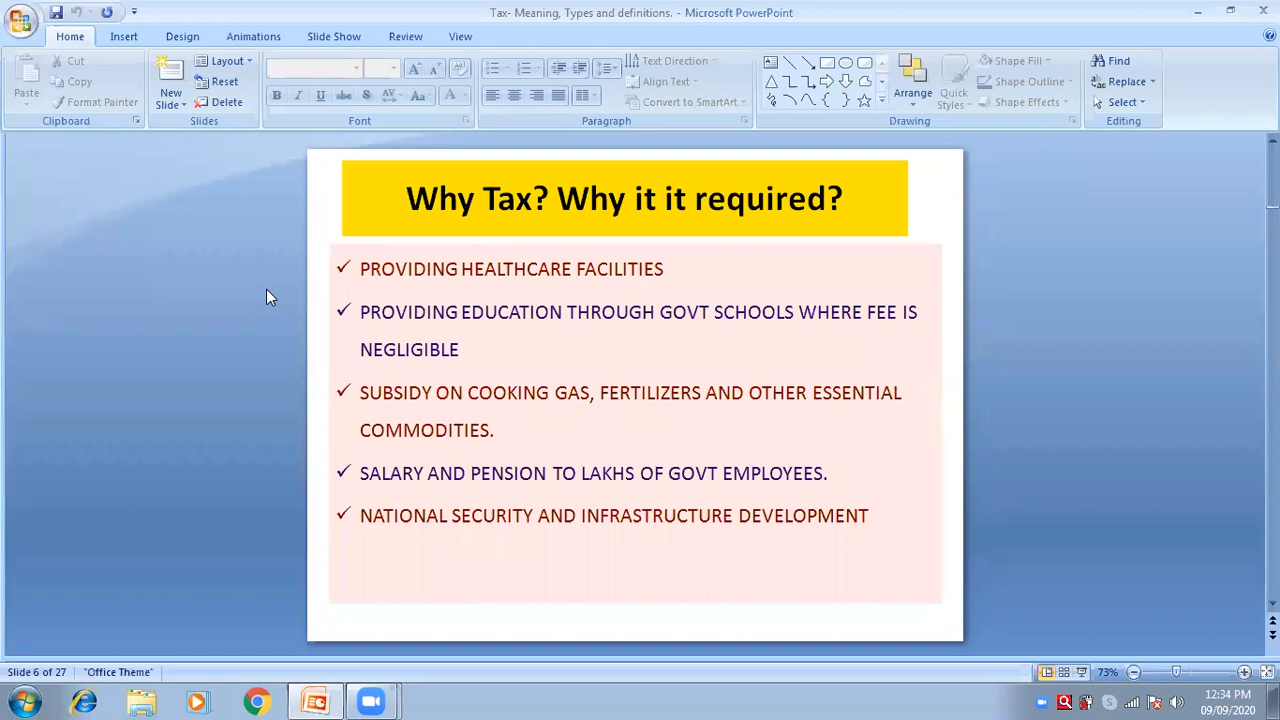 Tax- Meaning, Types and definitions. - Microsoft PowerPoint
Home Insert Design Animations Slide Show Review View
Paste
Cut
Copy
Format Painter
Clipboard
New Slide
Layout
Reset
Delete
Slides
Font
Text Direction
Align Text
Convert to SmartArt
Paragraph
Arrange
Quick Styles
Shape Fill
Shape Outline
Shape Effects
Drawing
Find
Replace
Select
Editing
Why Tax? Why it it required?
✓ PROVIDING HEALTHCARE FACILITIES
✓ PROVIDING EDUCATION THROUGH GOVT SCHOOLS WHERE FEE IS
NEGLIGIBLE
✓ SUBSIDY ON COOKING GAS, FERTILIZERS AND OTHER ESSENTIAL
COMMODITIES.
✓ SALARY AND PENSION TO LAKHS OF GOVT EMPLOYEES.
✓ NATIONAL SECURITY AND INFRASTRUCTURE DEVELOPMENT
Slide 6 of 27 "Office Theme" 73%
12:34 PM
09/09/2020